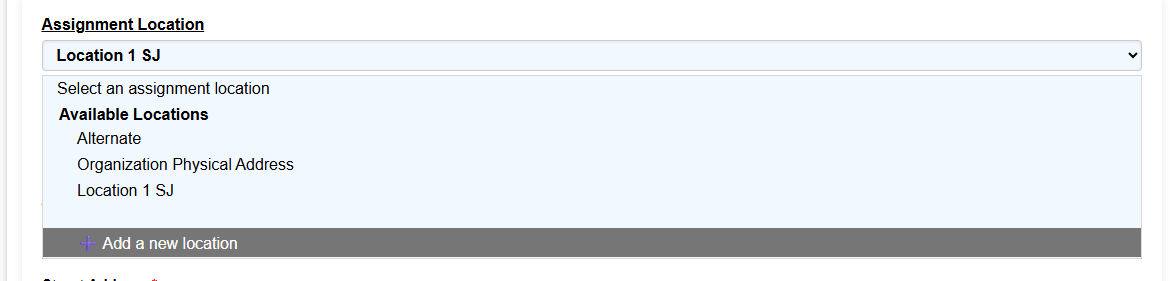 Assignment Location
Location 1 SJ
Select an assignment location
Available Locations
Alternate
Organization Physical Address
Location 1 SJ
Add a new location